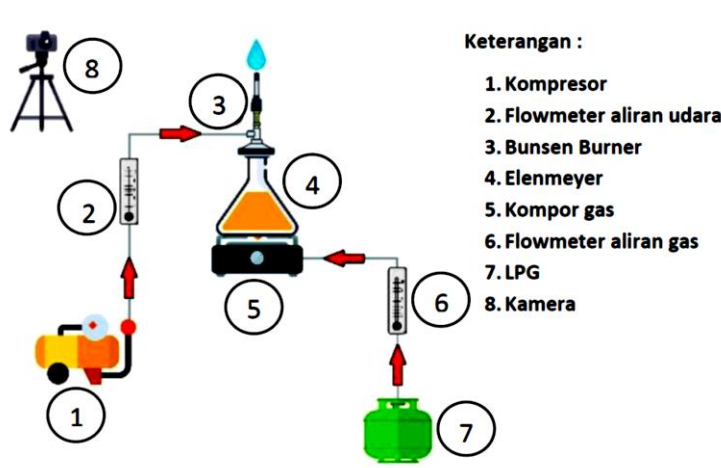 Keterangan :
1. Kompresor
2. Flowmeter aliran udara
3. Bunsen Burner
4. Elenmeyer
5. Kompor gas
6. Flowmeter aliran gas
7. LPG
8. Kamera
8
3
4
2
5
6
1
7